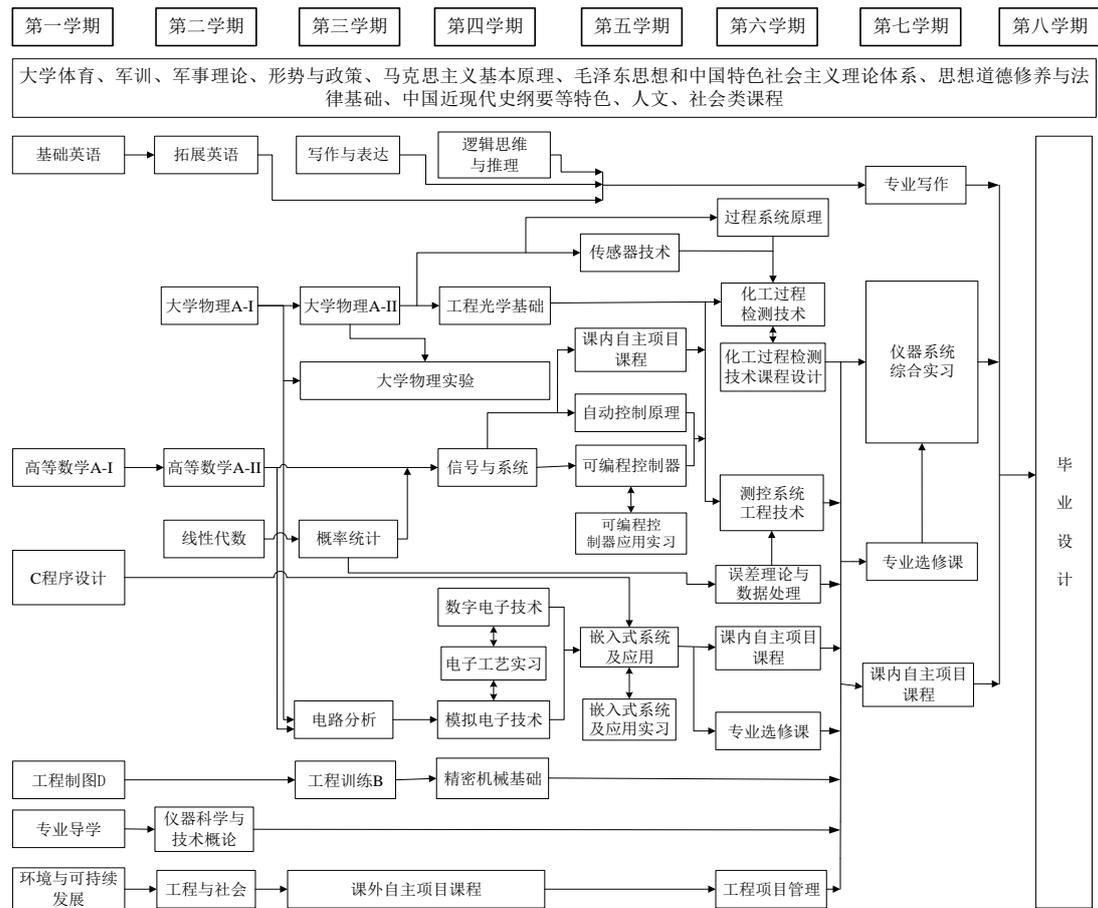 第一学期
第二学期
第三学期
第四学期
第五学期
第六学期
第七学期
第八学期
大学体育、军训、军事理论、形势与政策、马克思主义基本原理、毛泽东思想和中国特色社会主义理论体系、思想道德修养与法
律基础、中国近现代史纲要等特色、人文、社会类课程
基础英语
拓展英语
写作与表达
逻辑思维
与推理
专业写作
过程系统原理
传感器技术
大学物理A-I
大学物理A-II
工程光学基础
化工过程
检测技术
课内自主项目
课程
化工过程检测
技术课程设计
仪器系统
综合实习
大学物理实验
自动控制原理
高等数学A-I
高等数学A-II
信号与系统
可编程控制器
测控系统
工程技术
线性代数
概率统计
可编程控
制器应用实习
专业选修课
C程序设计
误差理论与
数据处理
数字电子技术
电子工艺实习
嵌入式系统
及应用
课内自主项目
课程
课内自主项目
课程
电路分析
模拟电子技术
嵌入式系统
及应用实习
专业选修课
工程制图D
工程训练B
精密机械基础
专业导学
仪器科学与
技术概论
环境与可持续
发展
工程与社会
课外自主项目课程
工程项目管理
毕
业
设
计